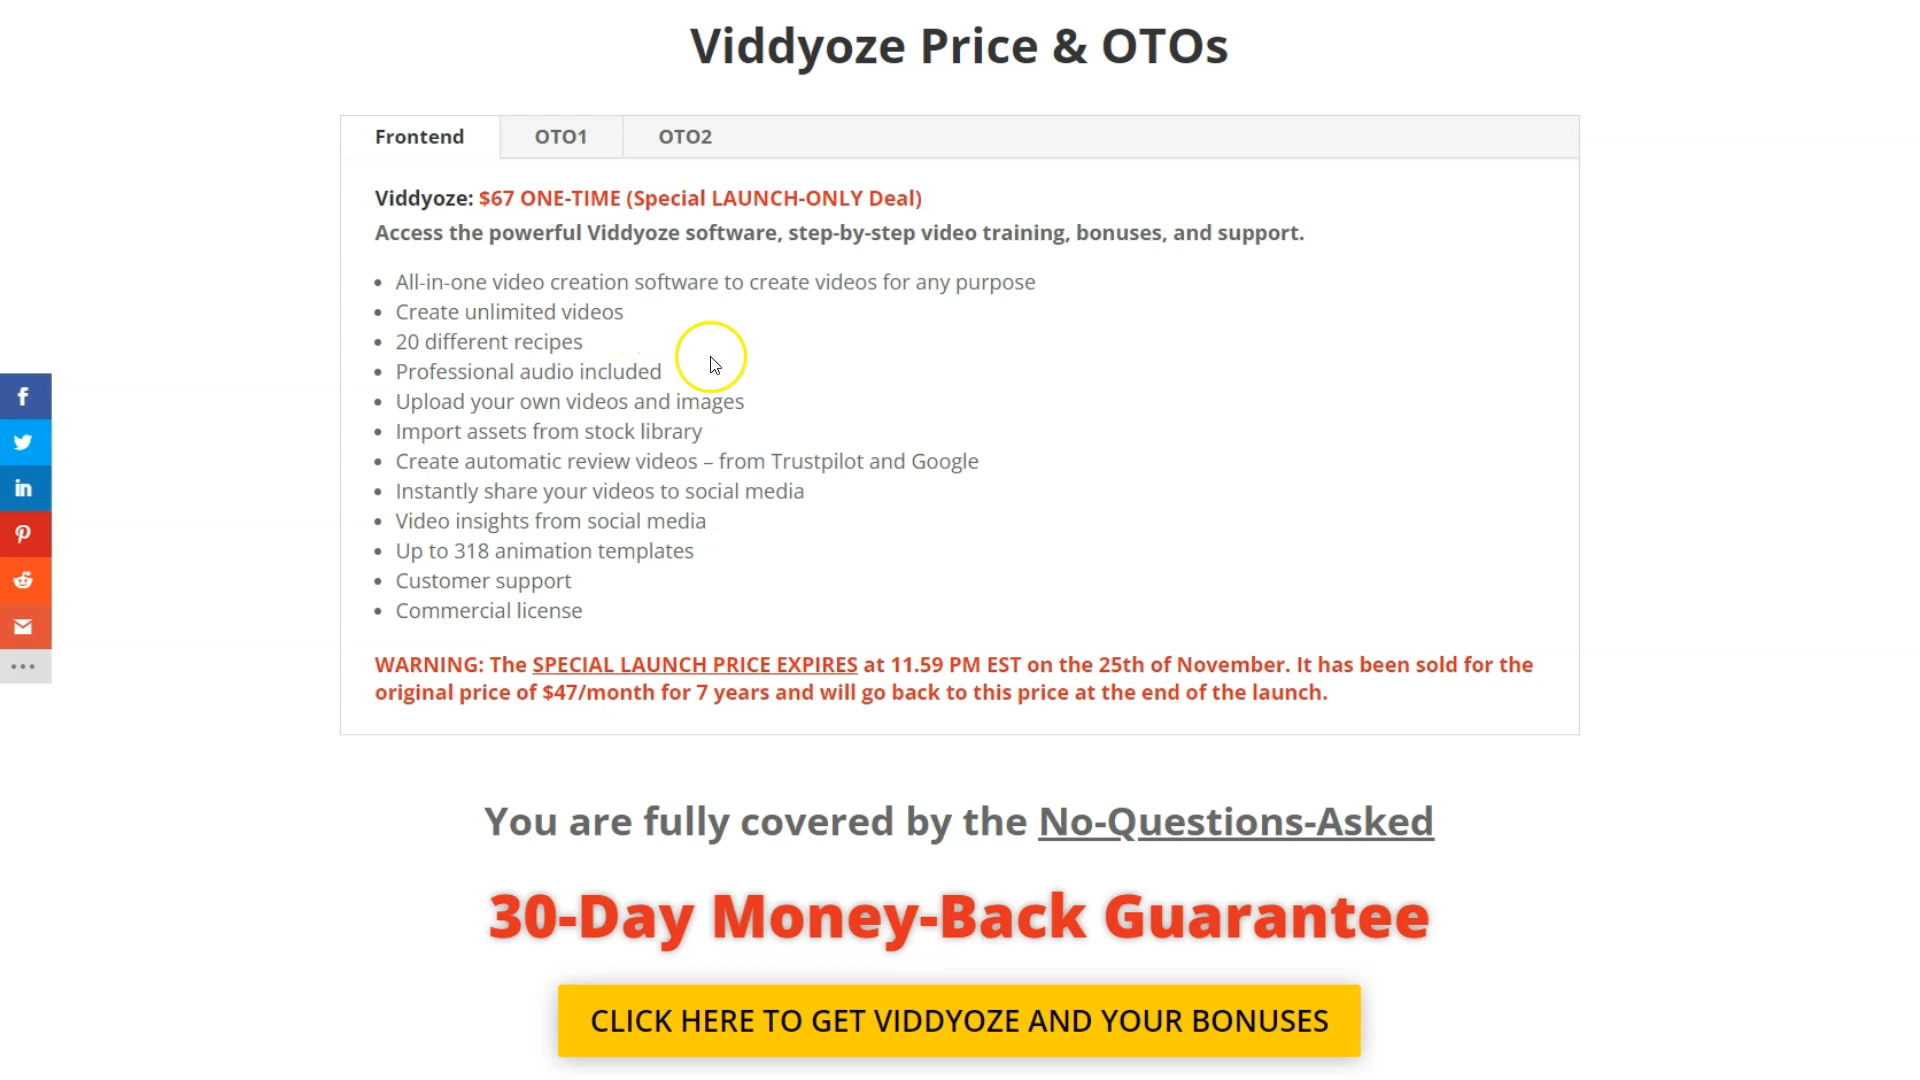 Viddyoze Price & OTOs
Frontend
OTO1
OTO2
Viddyoze: $67 ONE-TIME (Special LAUNCH-ONLY Deal)
Access the powerful Viddyoze software, step-by-step video training, bonuses, and support.
All-in-one video creation software to create videos for any purpose
Create unlimited videos
20 different recipes
Professional audio included
Upload your own videos and images
Import assets from stock library
Create automatic review videos – from Trustpilot and Google
Instantly share your videos to social media
Video insights from social media
Up to 318 animation templates
Customer support
Commercial license
WARNING: The SPECIAL LAUNCH PRICE EXPIRES at 11.59 PM EST on the 25th of November. It has been sold for the
original price of $47/month for 7 years and will go back to this price at the end of the launch.
You are fully covered by the No-Questions-Asked
30-Day Money-Back Guarantee
CLICK HERE TO GET VIDDYOZE AND YOUR BONUSES